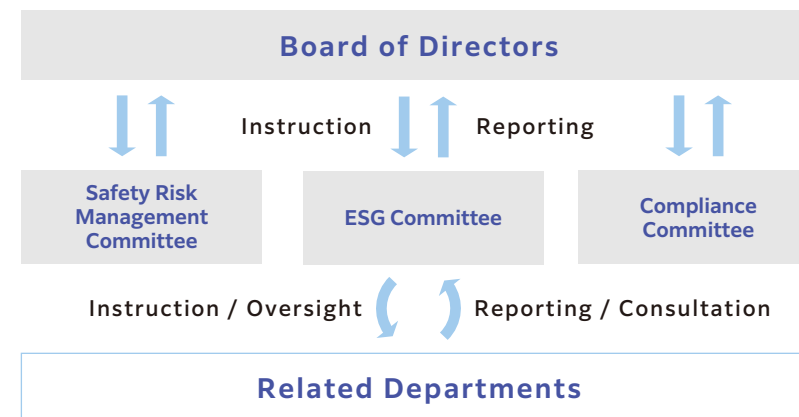 Board of Directors
Instruction
Reporting
Safety Risk
Management
Committee
ESG Committee
Compliance
Committee
Instruction / Oversight
Reporting / Consultation
Related Departments